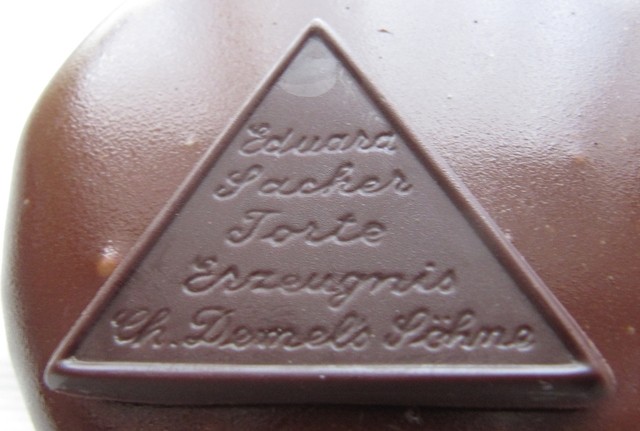 Eduard
Sacher
Torte
Erzeugnis
Ch. Demels Söhne